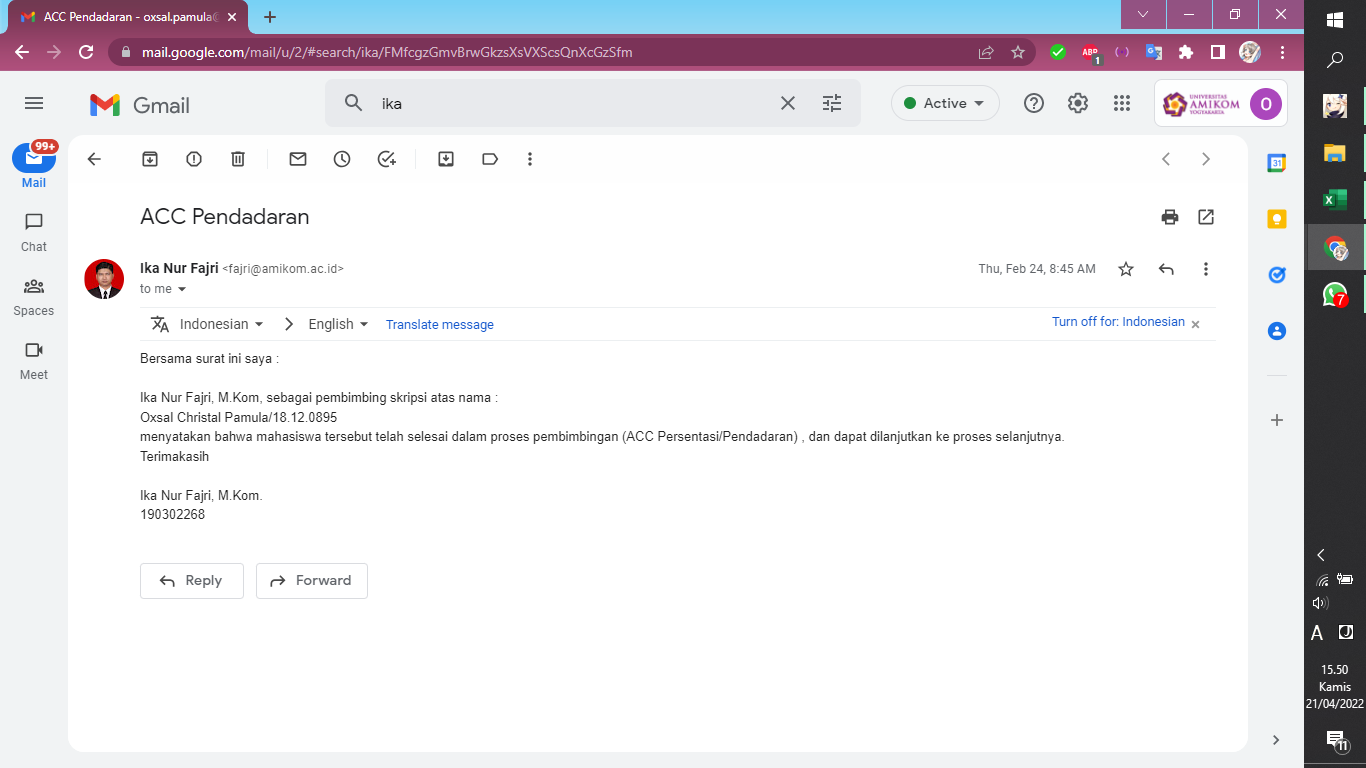 ACC Pendadaran - oxsal.pamula@
mail.google.com/mail/u/2/#search/ika/FMfcgzGmvBrwGkzsXsVXScsQnXcGzSfm
ABP
1
Gmail
ika
Active
UNIVERSITAS
AMIKOM
YOGYAKARTA
O
99+
Mail
Chat
Spaces
Meet
31
ACC Pendadaran
Ika Nur Fajri <fajri@amikom.ac.id>
Thu, Feb 24, 8:45 AM
to me
Indonesian
English
Translate message
Turn off for: Indonesian
Bersama surat ini saya :
Ika Nur Fajri, M.Kom, sebagai pembimbing skripsi atas nama :
Oxsal Christal Pamula/18.12.0895
menyatakan bahwa mahasiswa tersebut telah selesai dalam proses pembimbingan (ACC Persentasi/Pendadaran) , dan dapat dilanjutkan ke proses selanjutnya.
Terimakasih
Ika Nur Fajri, M.Kom.
190302268
Reply
Forward
7
A
J
15.50
Kamis
21/04/2022
11